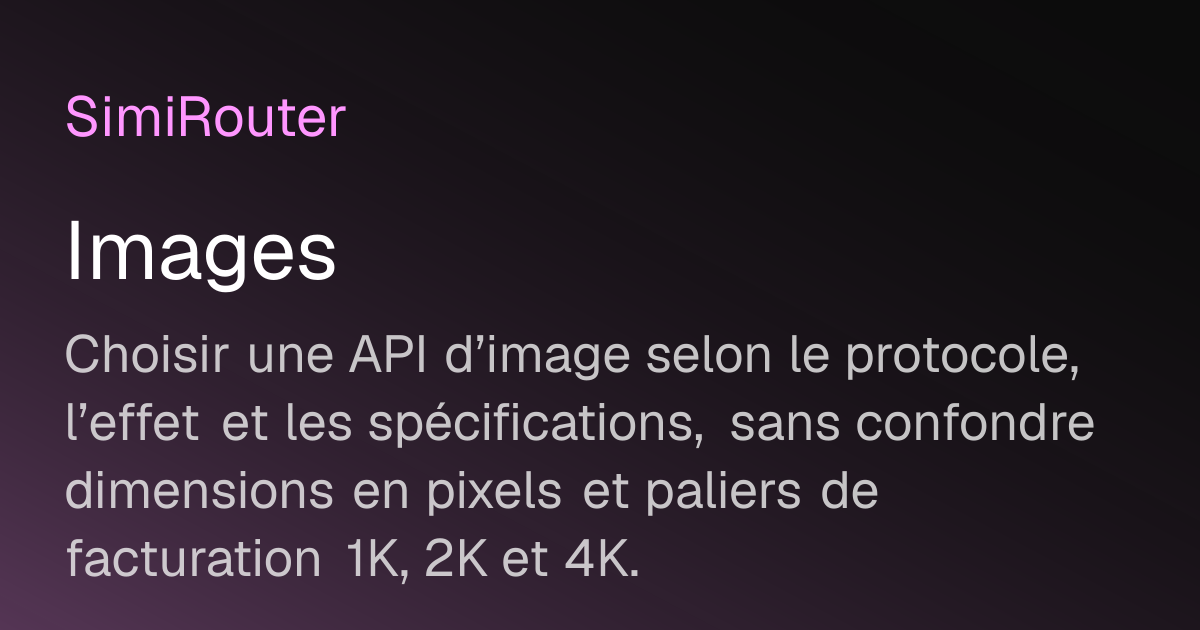 SimiRouter
Images
Choisir une API d’image selon le protocole,
l’effet et les spécifications, sans confondre
dimensions en pixels et paliers de
facturation 1K, 2K et 4K.